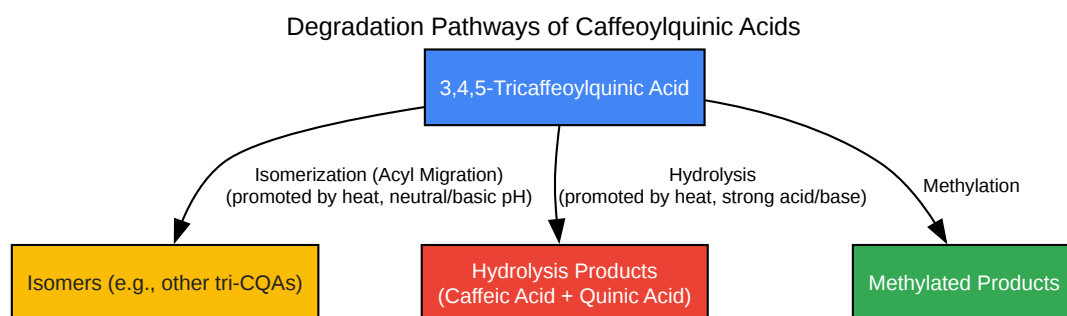 Degradation Pathways of Caffeoylquinic Acids
3,4,5-Tricaffeoylquinic Acid
Isomerization (Acyl Migration)
(promoted by heat, neutral/basic pH)
Hydrolysis
(promoted by heat, strong acid/base)
Methylation
Isomers (e.g., other tri-CQAs)
Hydrolysis Products
(Caffeic Acid + Quinic Acid)
Methylated Products